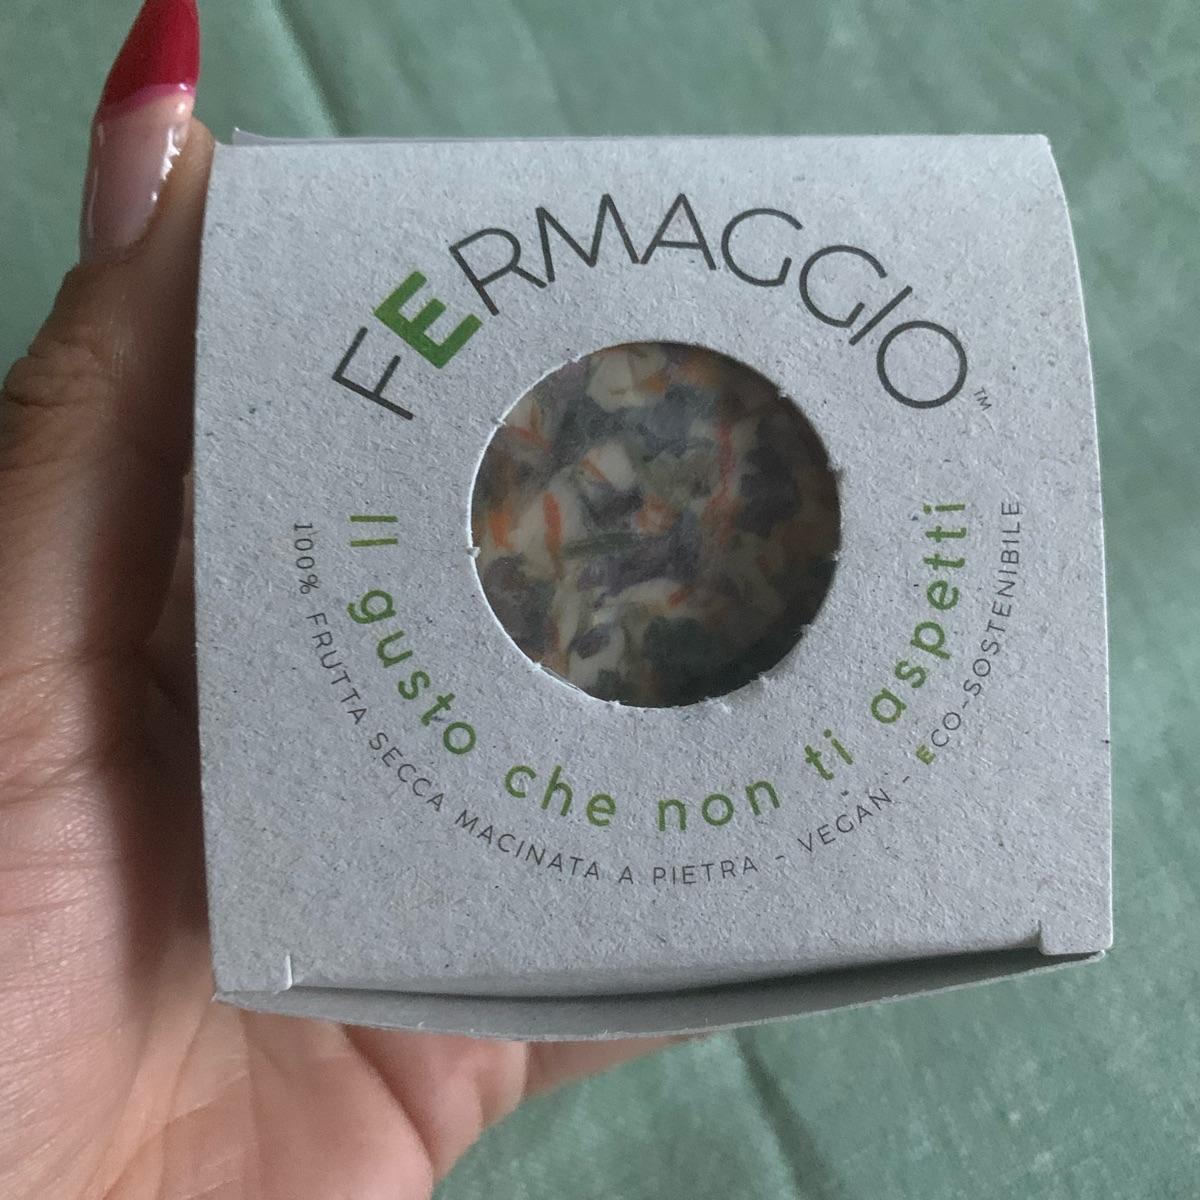 FERMAGGIO™
Il gusto che non ti aspetti
100% FRUTTA SECCA MACINATA A PIETRA - VEGAN - ECO-SOSTENIBILE